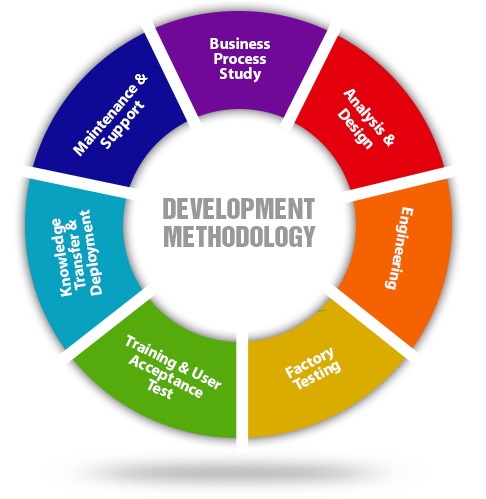 Business
Process
Study
Analysis &
Design
Engineering
Factory
Testing
Training & User
Acceptance
Test
Knowledge
Transfer &
Deployment
Maintenance &
Support
DEVELOPMENT
METHODOLOGY